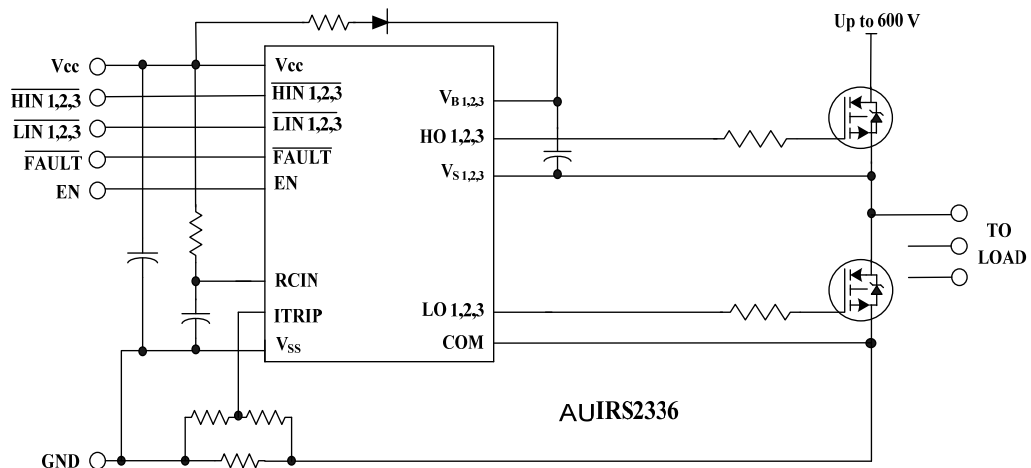 Up to 600 V
Vcc
Vcc
HIN 1,2,3
HIN 1,2,3
VB 1,2,3
LIN 1,2,3
LIN 1,2,3
HO 1,2,3
FAULT
FAULT
VS 1,2,3
EN
EN
TO
LOAD
RCIN
ITRIP
LO 1,2,3
VSS
COM
AUIRS2336
GND